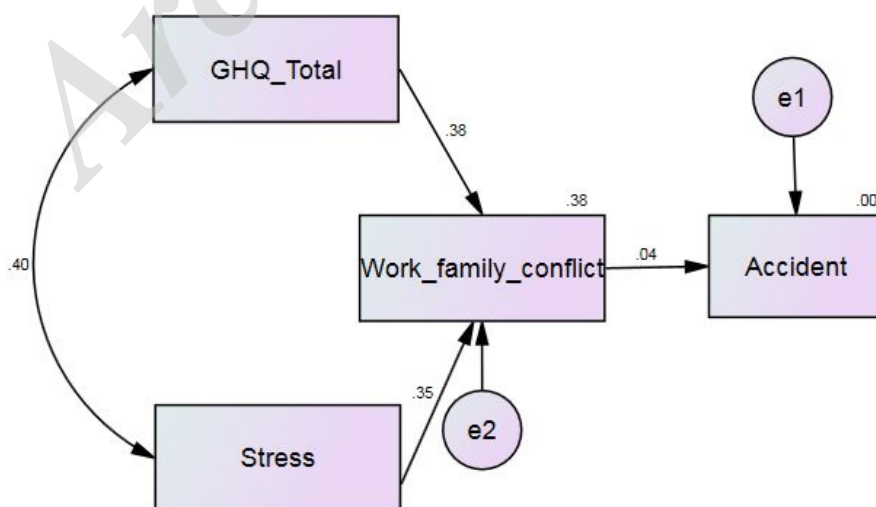 GHQ_Total
e1
.38
.38
.00
.40
Work_family_conflict
.04
Accident
.35
e2
Stress